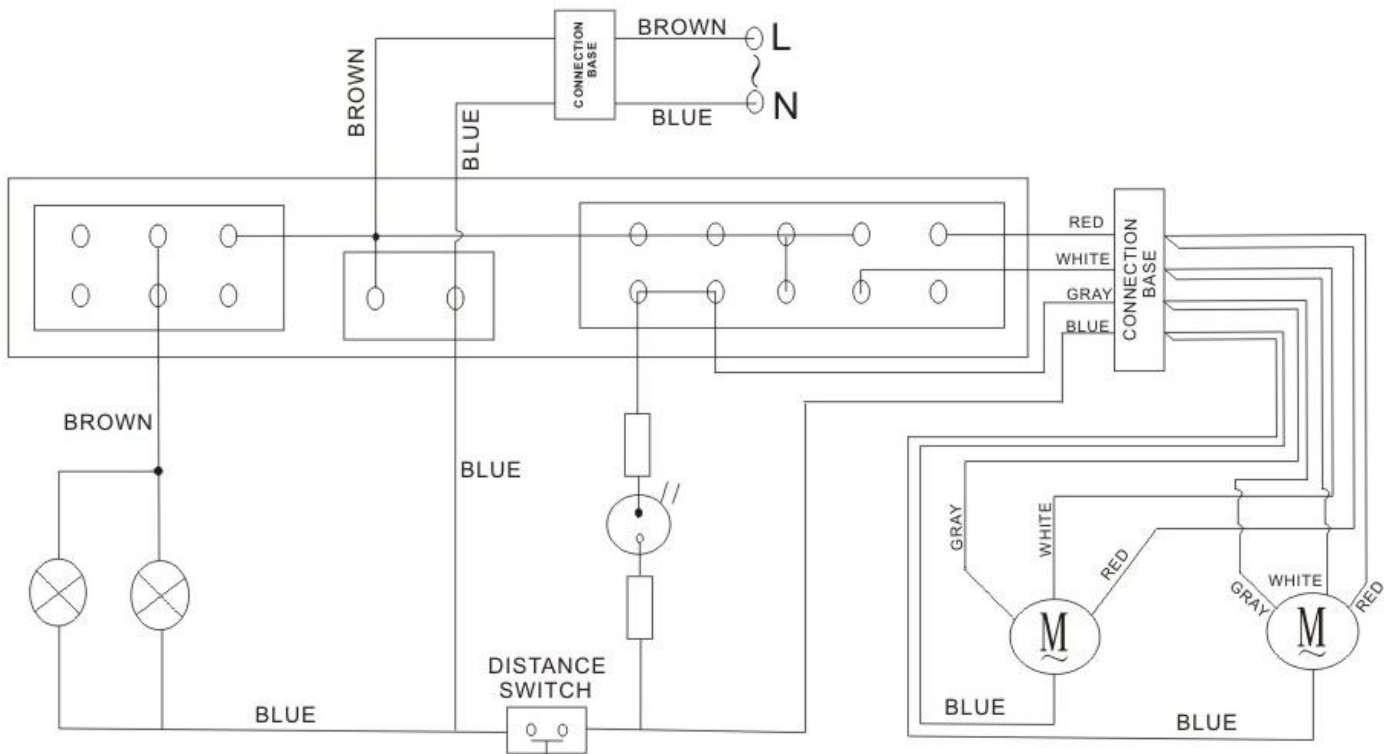 BROWN
L
CONNECTION
BASE
~
BLUE
N
BROWN
BLUE
RED
WHITE
GRAY
BLUE
CONNECTION
BASE
BROWN
BLUE
GRAY
WHITE
RED
GRAY
WHITE
RED
M
~
M
~
DISTANCE
SWITCH
BLUE
BLUE
BLUE